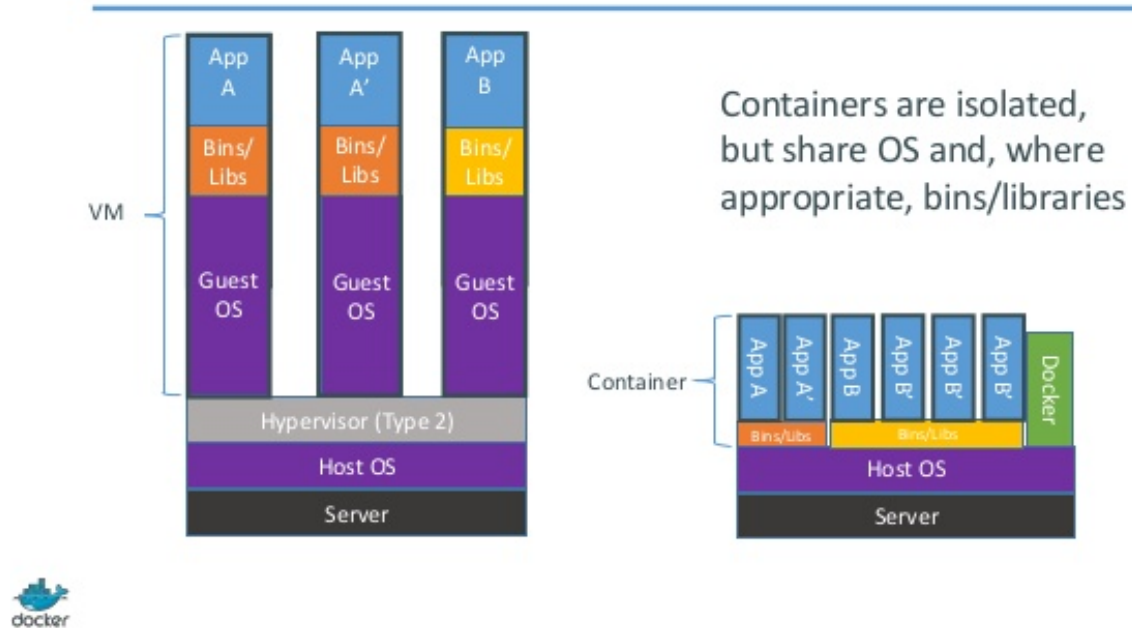 App
A
App
A’
App
B
Bins/
Libs
Bins/
Libs
Bins/
Libs
VM
Guest
OS
Guest
OS
Guest
OS
Hypervisor (Type 2)
Host OS
Server
Containers are isolated,
but share OS and, where
appropriate, bins/libraries
Container
App A
App A’
App B
App B’
App B’
App B’
Docker
Bins/Libs
Bins/Libs
Host OS
Server
docker